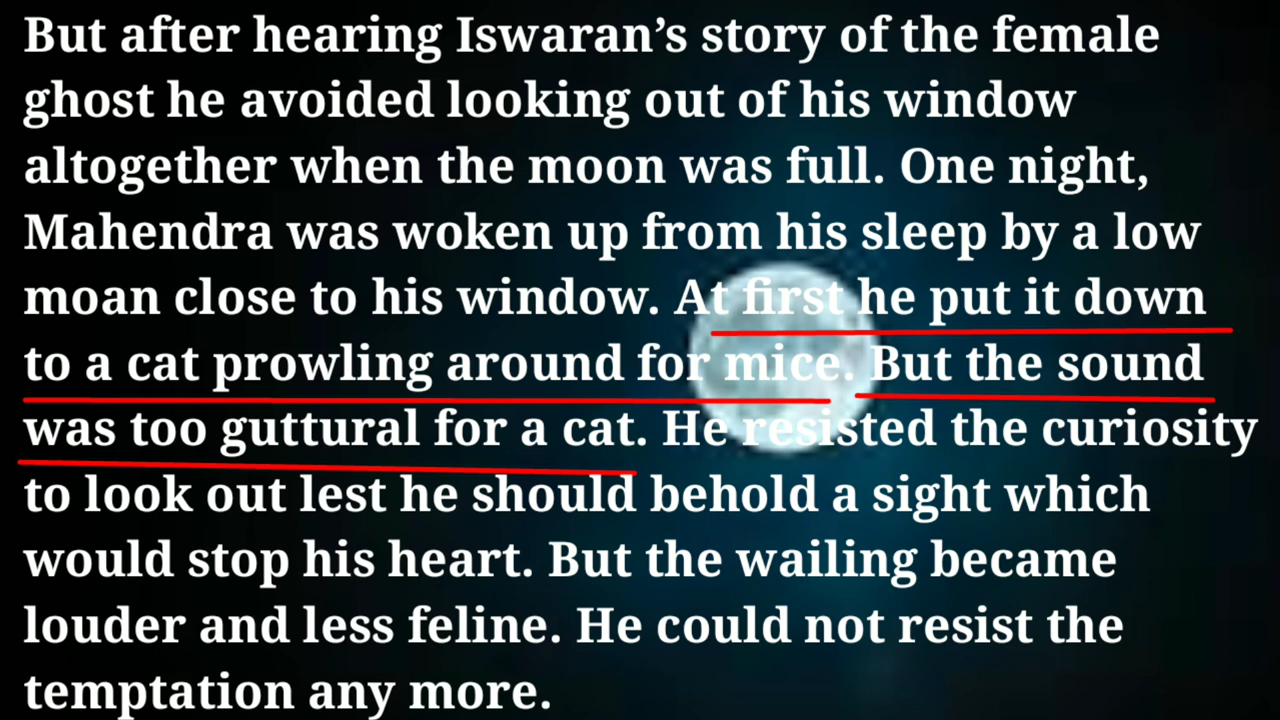 But after hearing Iswaran’s story of the female
ghost he avoided looking out of his window
altogether when the moon was full. One night,
Mahendra was woken up from his sleep by a low
moan close to his window. At first he put it down
to a cat prowling around for mice. But the sound
was too guttural for a cat. He resisted the curiosity
to look out lest he should behold a sight which
would stop his heart. But the wailing became
louder and less feline. He could not resist the
temptation any more.